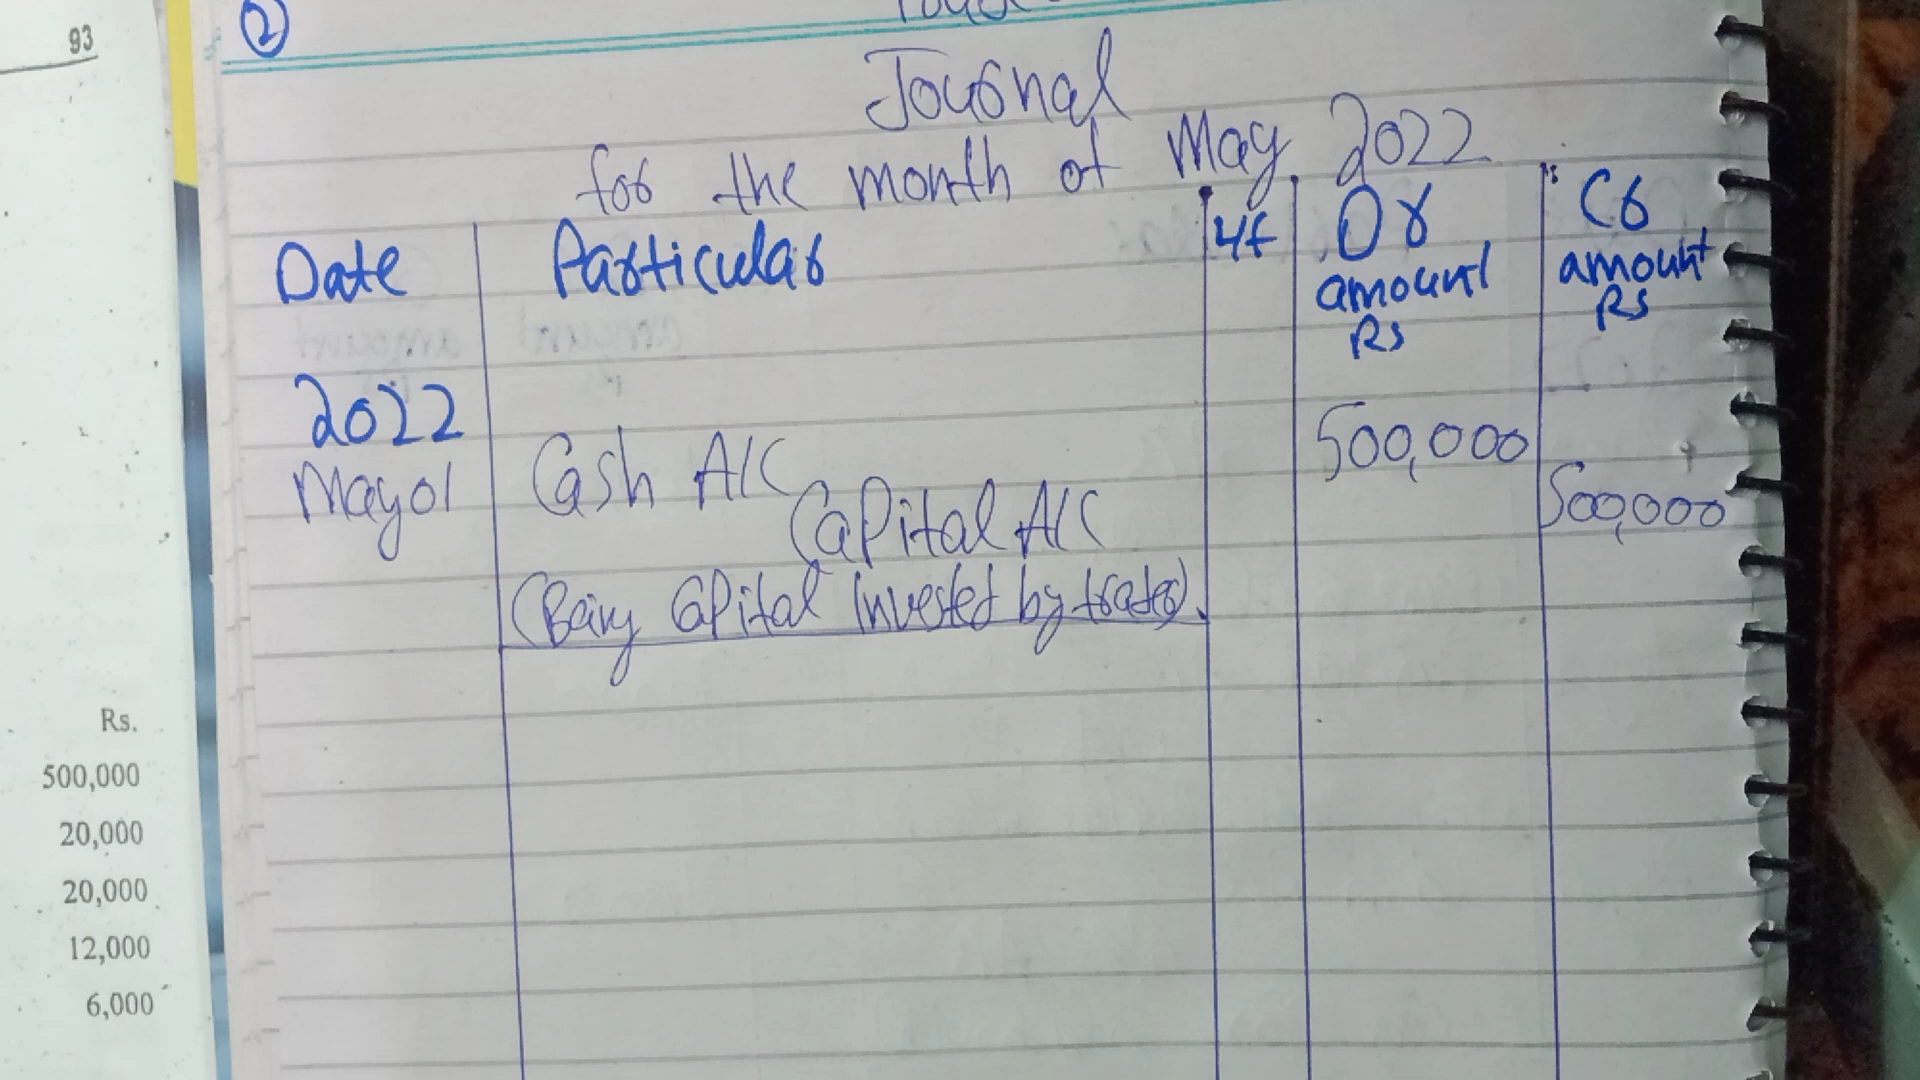 93
2
Journal
for the month of May, 2022
Date
Particular
L/f
Dr
amount
Rs
Cr
amount
Rs
2022
May 01
Cash A/C
500,000
Capital A/C
500,000
(Being Capital Invested by trader).
Rs.
500,000
20,000
20,000
12,000
6,000